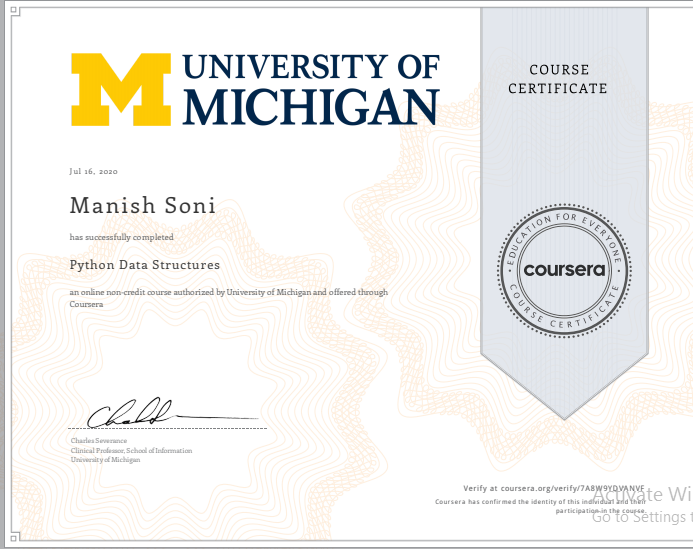 UNIVERSITY OF
MICHIGAN
COURSE
CERTIFICATE
Jul 16, 2020
Manish Soni
has successfully completed
Python Data Structures
an online non-credit course authorized by University of Michigan and offered through
Coursera
EDUCATION FOR EVERYONE
coursera
COURSE CERTIFICATE
Charles Severance
Clinical Professor, School of Information
University of Michigan
Verify at coursera.org/verify/7A8W9YDVANVF
Coursera has confirmed the identity of this individual and their
participation in the course.
Activate Wi
Go to Settings t